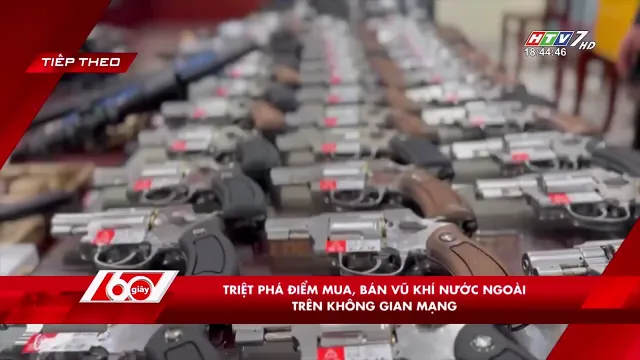 TIẾP THEO
HTV7 HD
18:44:46
60 giây
TRIỆT PHÁ ĐIỂM MUA, BÁN VŨ KHÍ NƯỚC NGOÀI
TRÊN KHÔNG GIAN MẠNG